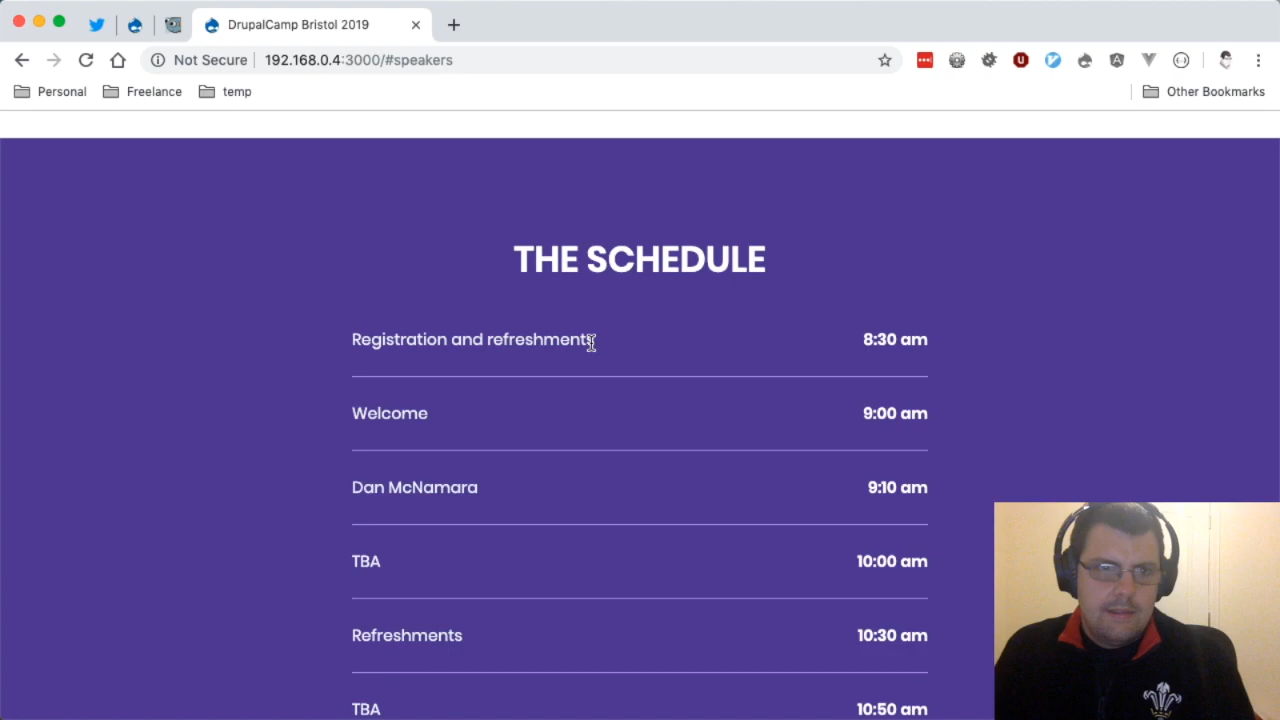 DrupalCamp Bristol 2019
Not Secure 192.168.0.4:3000/#speakers
Personal Freelance temp Other Bookmarks
THE SCHEDULE
Registration and refreshments 8:30 am
Welcome 9:00 am
Dan McNamara 9:10 am
TBA 10:00 am
Refreshments 10:30 am
TBA 10:50 am